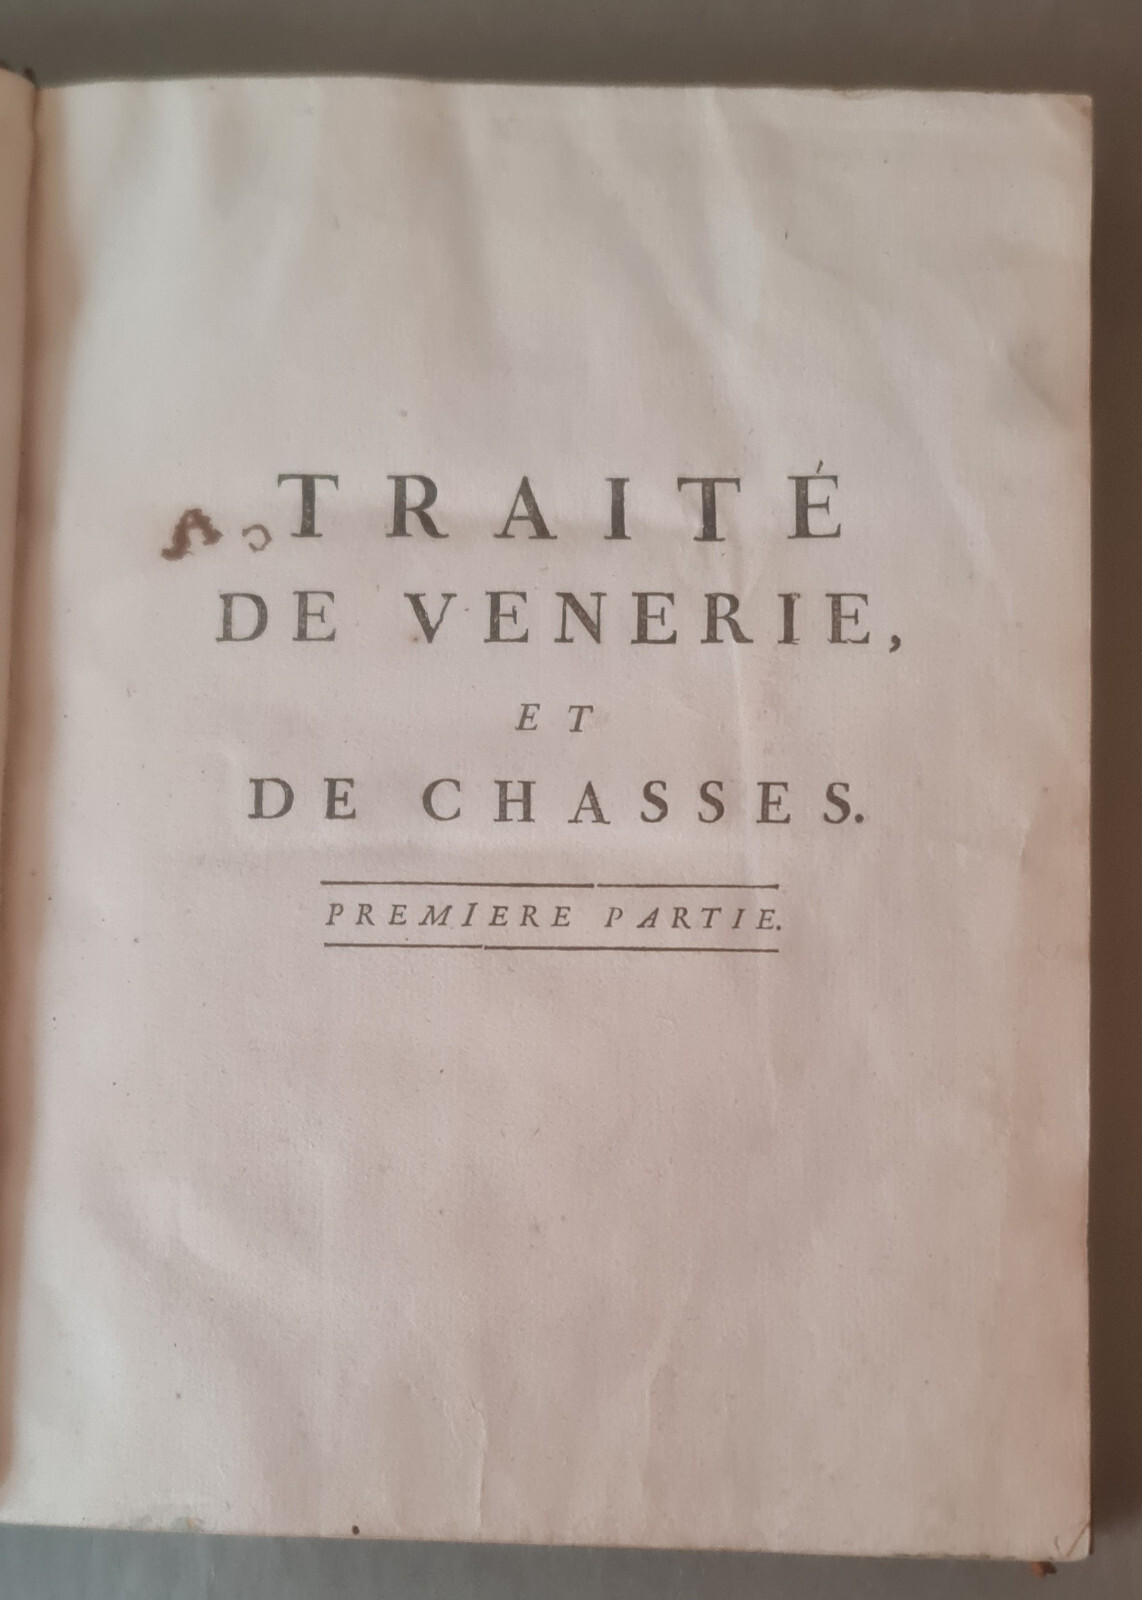 TRAITÉ
DE VENERIE,
ET
DE CHASSES.
PREMIERE PARTIE.